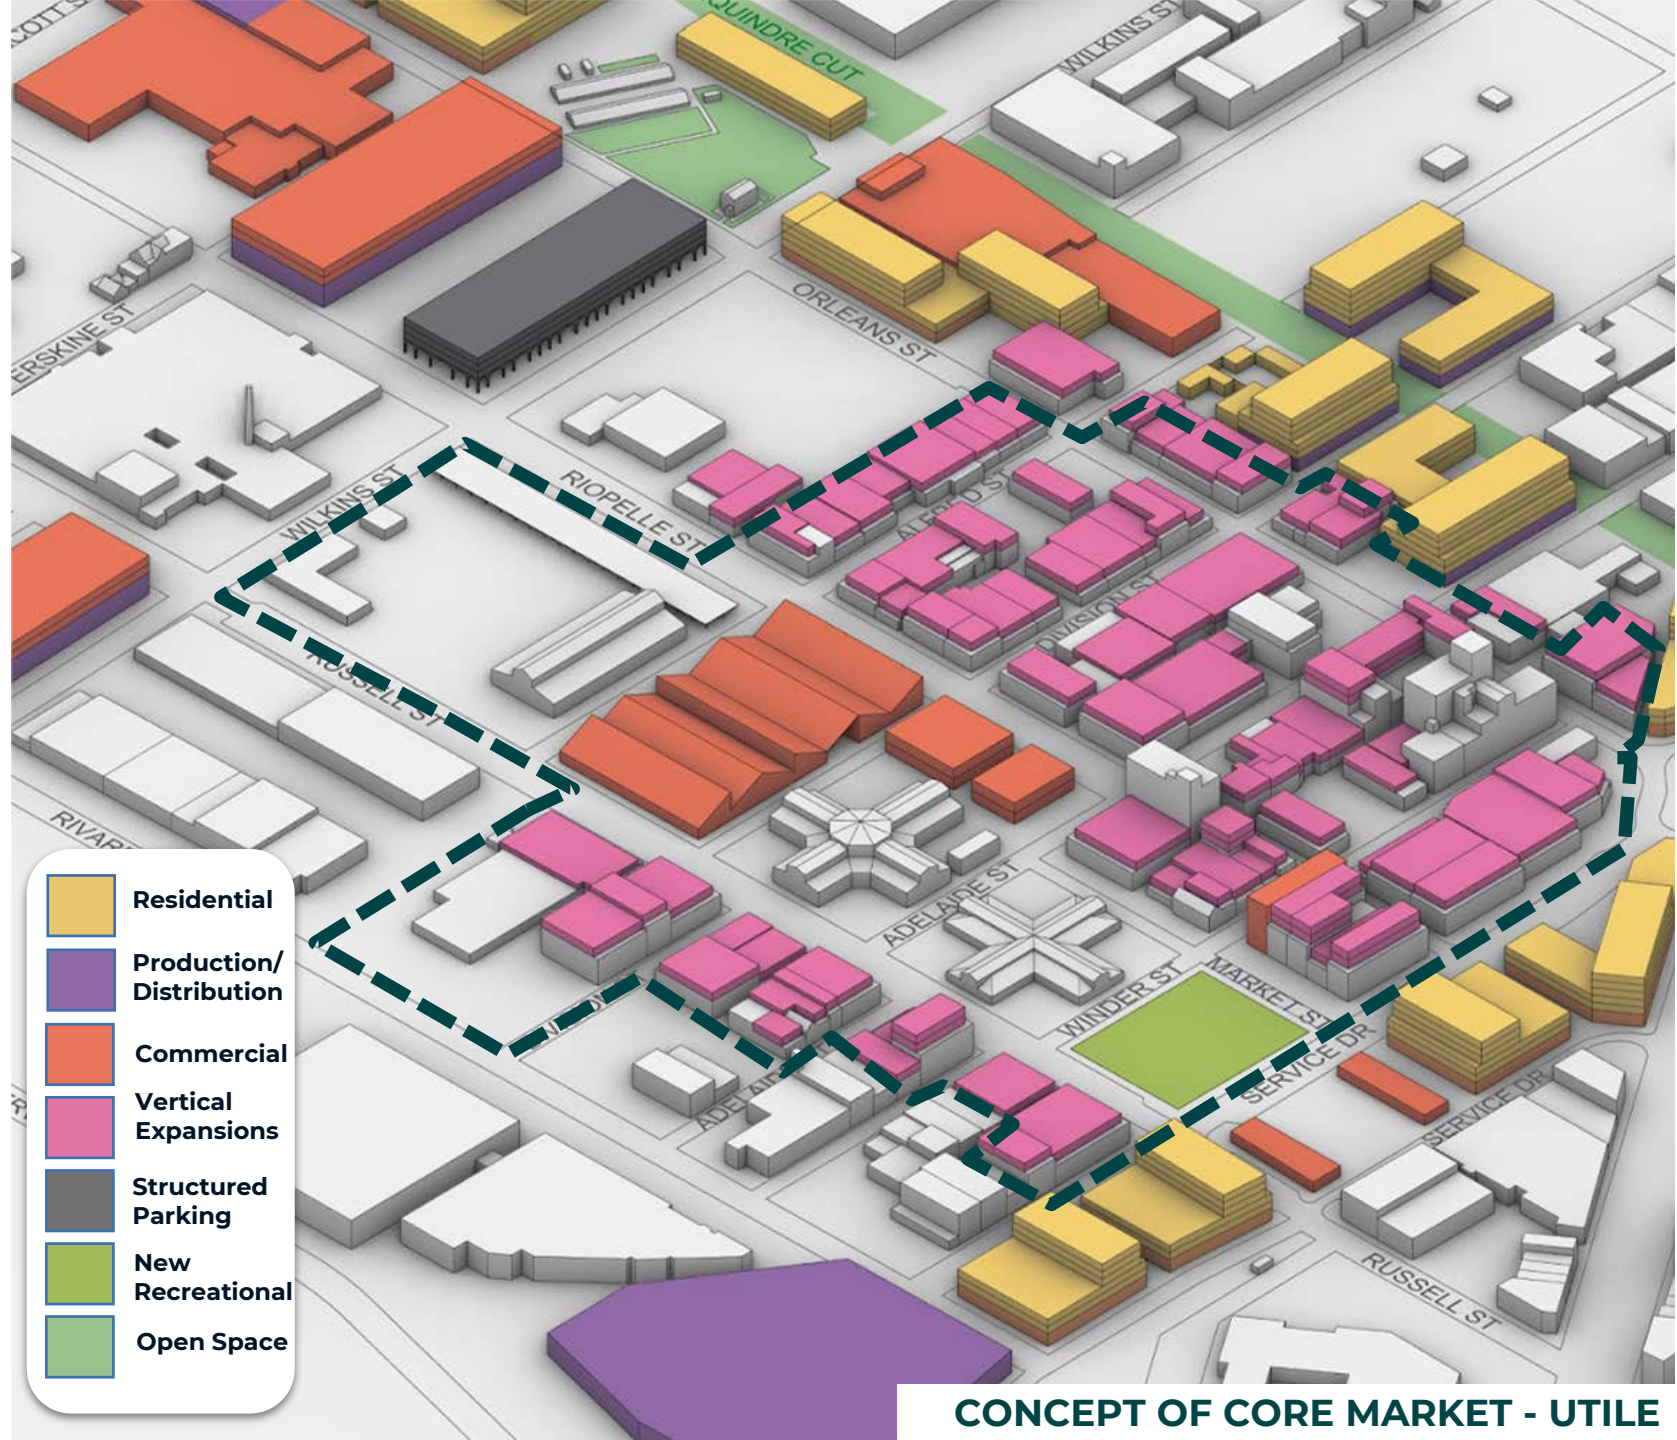 WILKINS ST
ERSKINE ST
ORLEANS ST
WILKINS ST
RIOPELLE ST
DIVISION ST
RUSSELL ST
ADELAIDE ST
WINDER ST
MARKET ST
SERVICE DR
SERVICE DR
RUSSELL ST
Residential
Production/
Distribution
Commercial
Vertical
Expansions
Structured
Parking
New
Recreational
Open Space
CONCEPT OF CORE MARKET - UTILE